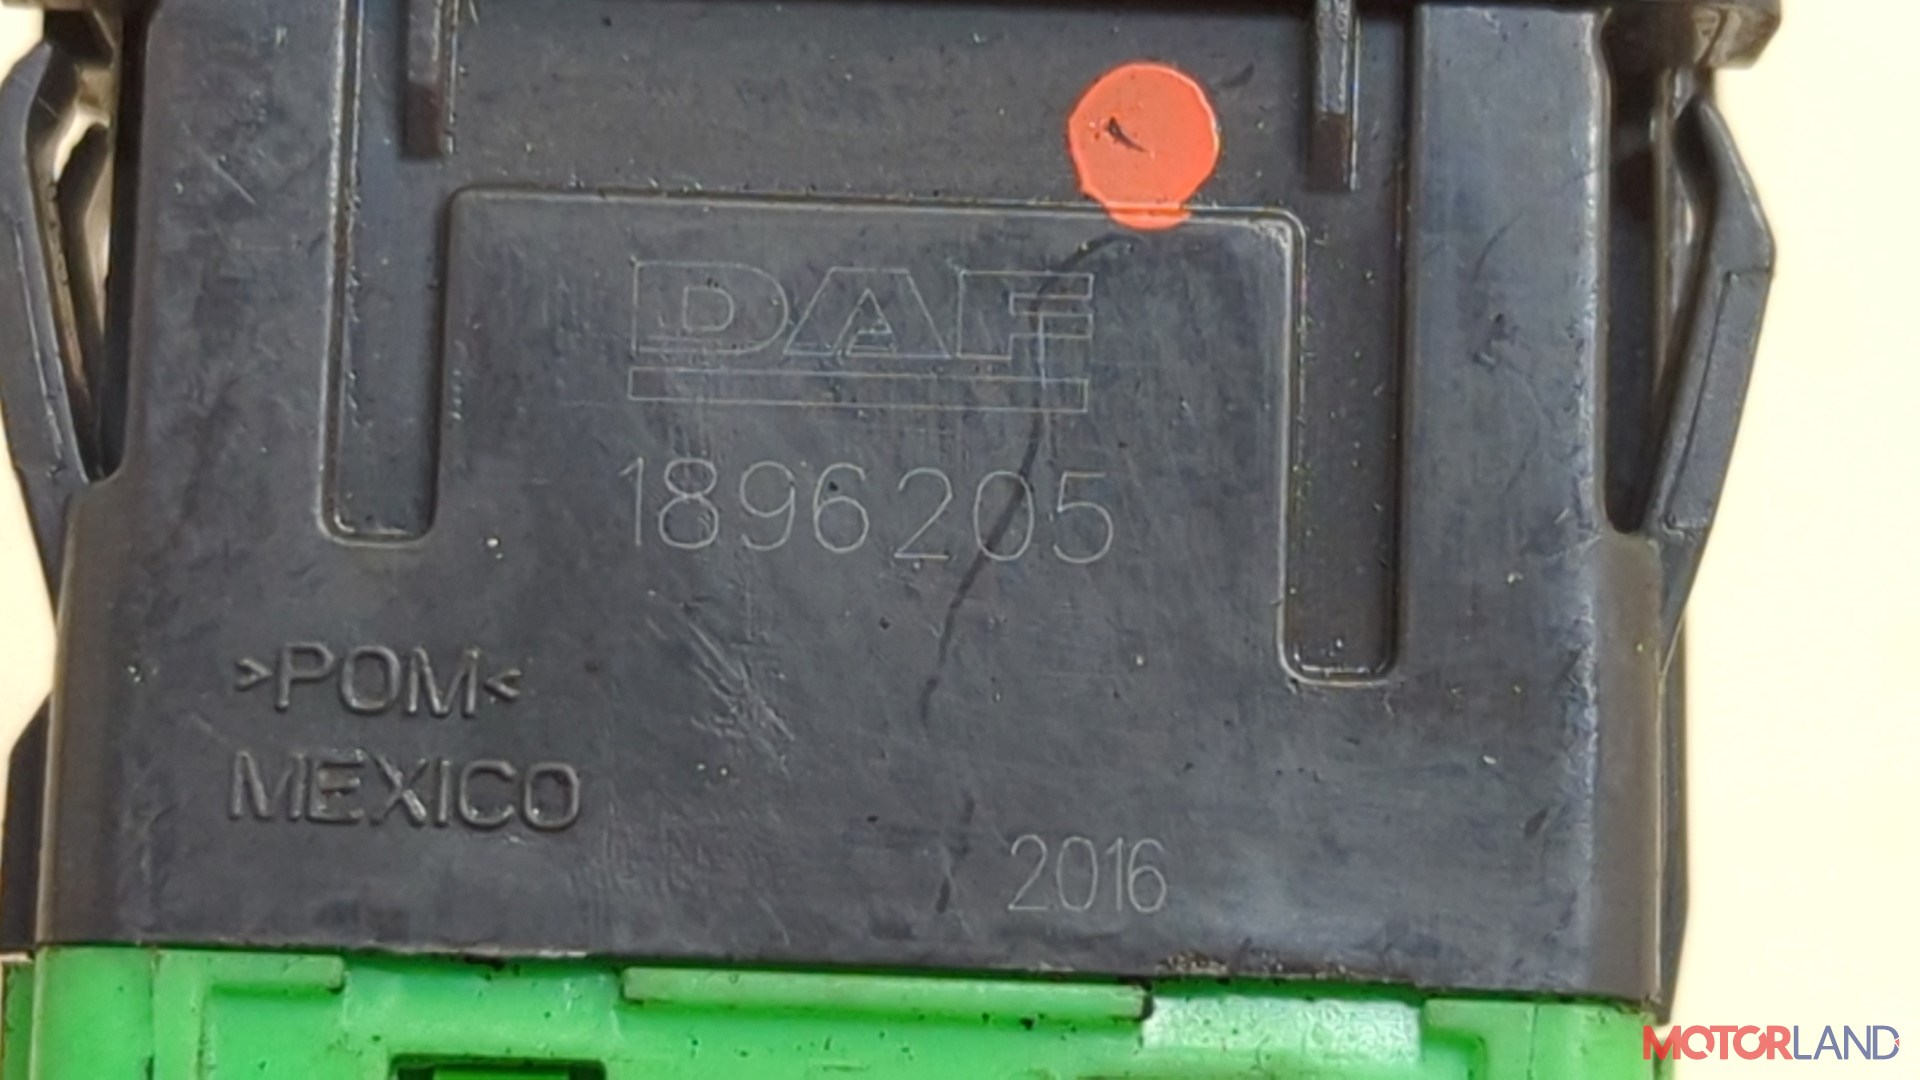 DAF
1896205
>POM<
MEXICO
2016
MOTORLAND